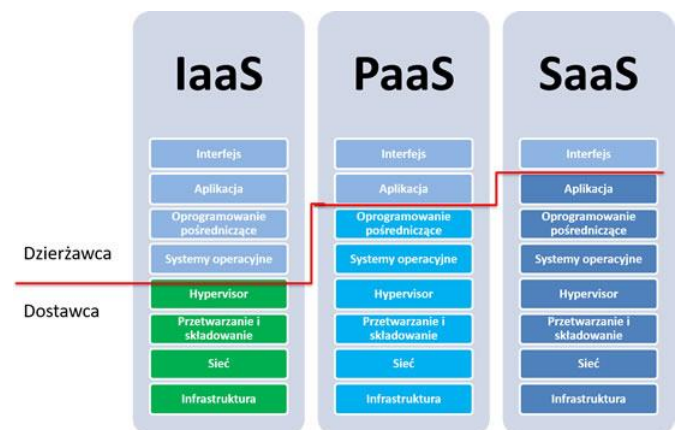 IaaS PaaS SaaS
Interfejs Interfejs Interfejs
Aplikacja Aplikacja Aplikacja
Oprogramowanie Oprogramowanie Oprogramowanie
pośredniczące pośredniczące pośredniczące
Dzierżawca Systemy operacyjne Systemy operacyjne Systemy operacyjne
Dostawca Hypervisor Hypervisor Hypervisor
Przetwarzanie i Przetwarzanie i Przetwarzanie i
składowanie składowanie składowanie
Sieć Sieć Sieć
Infrastruktura Infrastruktura Infrastruktura